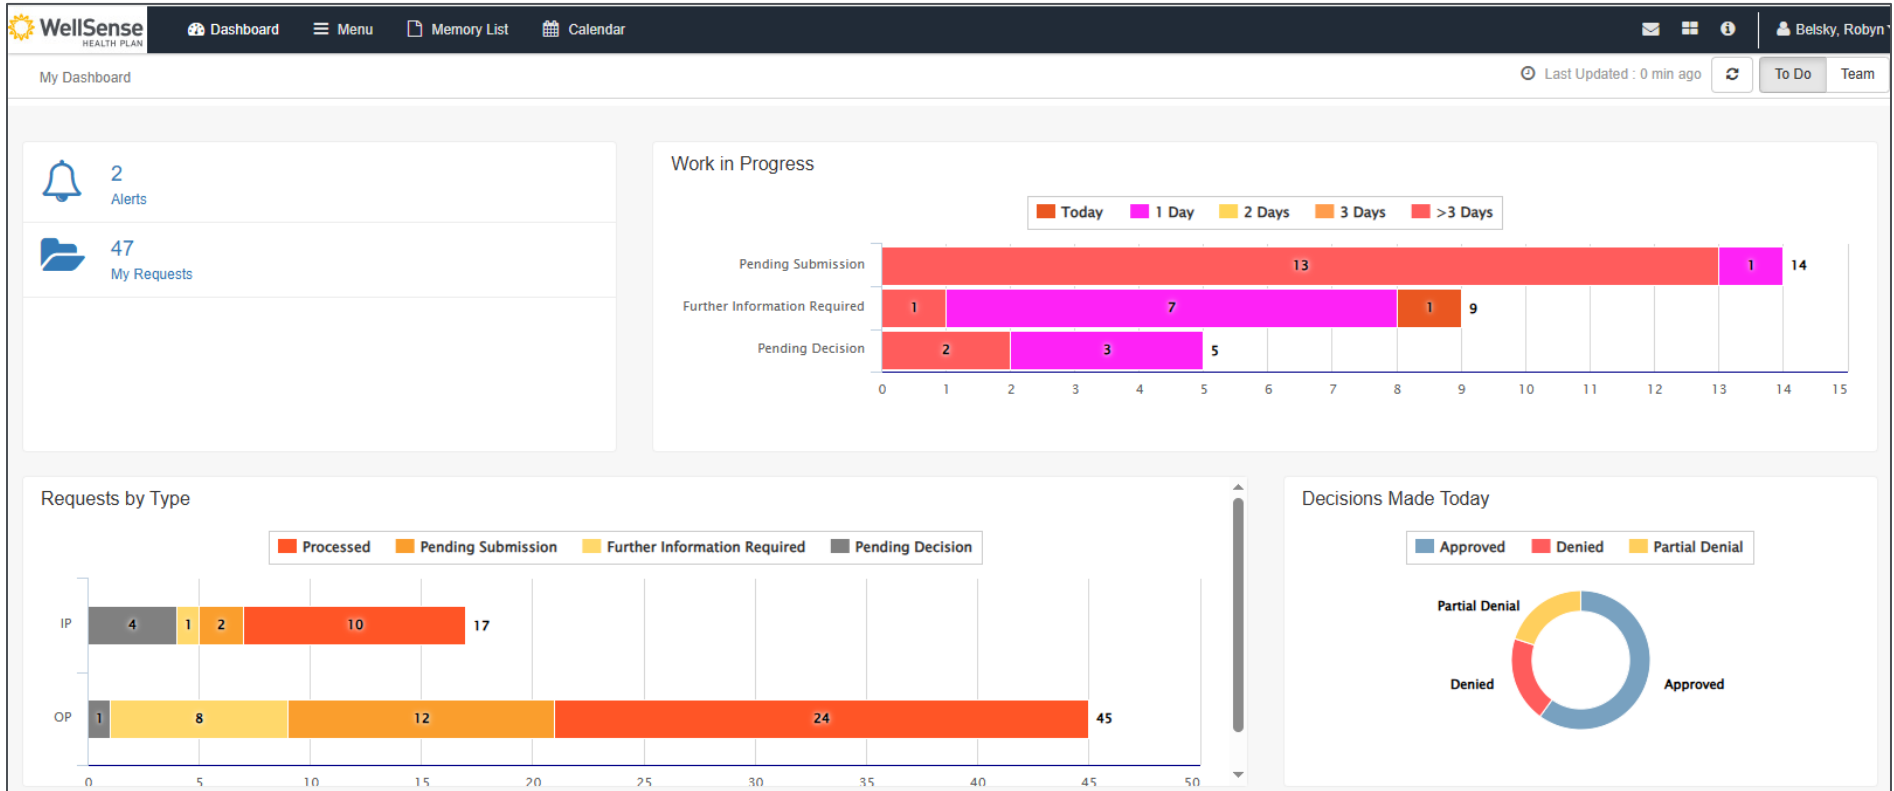 WellSense
HEALTH PLAN
Dashboard Menu Memory List Calendar Belsky, Robyn
My Dashboard Last Updated : 0 min ago To Do Team
2
Alerts
47
My Requests
Work in Progress
Today 1 Day 2 Days 3 Days >3 Days
Pending Submission 13 1 14
Further Information Required 1 7 1 9
Pending Decision 2 3 5
0 1 2 3 4 5 6 7 8 9 10 11 12 13 14 15
Requests by Type
Processed Pending Submission Further Information Required Pending Decision
IP 4 1 2 10 17
OP 1 8 12 24 45
0 5 10 15 20 25 30 35 40 45 50
Decisions Made Today
Approved Denied Partial Denial
Partial Denial
Denied Approved